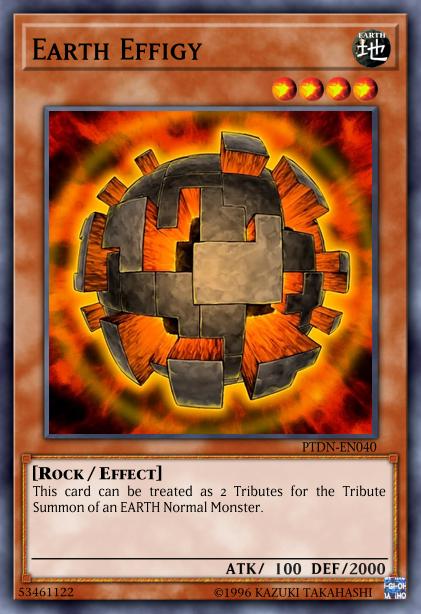 EARTH EFFIGY
EARTH
地
PTDN-EN040
[ROCK / EFFECT]
This card can be treated as 2 Tributes for the Tribute
Summon of an EARTH Normal Monster.
ATK/ 100 DEF/2000
53461122
©1996 KAZUKI TAKAHASHI